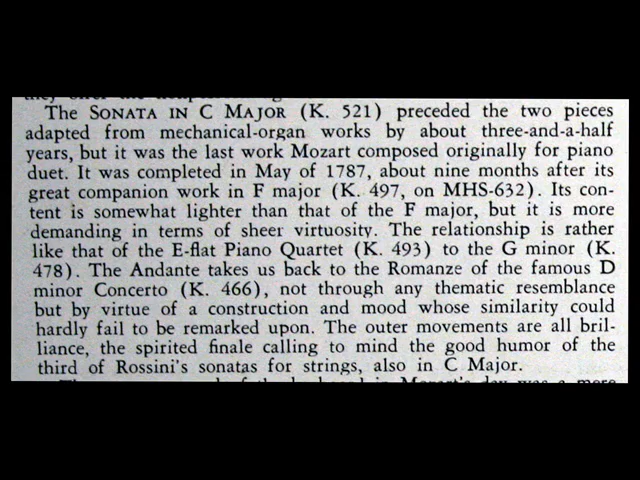 The SONATA IN C MAJOR (K. 521) preceded the two pieces
adapted from mechanical-organ works by about three-and-a-half
years, but it was the last work Mozart composed originally for piano
duet. It was completed in May of 1787, about nine months after its
great companion work in F major (K. 497, on MHS-632). Its con-
tent is somewhat lighter than that of the F major, but it is more
demanding in terms of sheer virtuosity. The relationship is rather
like that of the E-flat Piano Quartet (K. 493) to the G minor (K.
478). The Andante takes us back to the Romanze of the famous D
minor Concerto (K. 466), not through any thematic resemblance
but by virtue of a construction and mood whose similarity could
hardly fail to be remarked upon. The outer movements are all bril-
liance, the spirited finale calling to mind the good humor of the
third of Rossini's sonatas for strings, also in C Major.